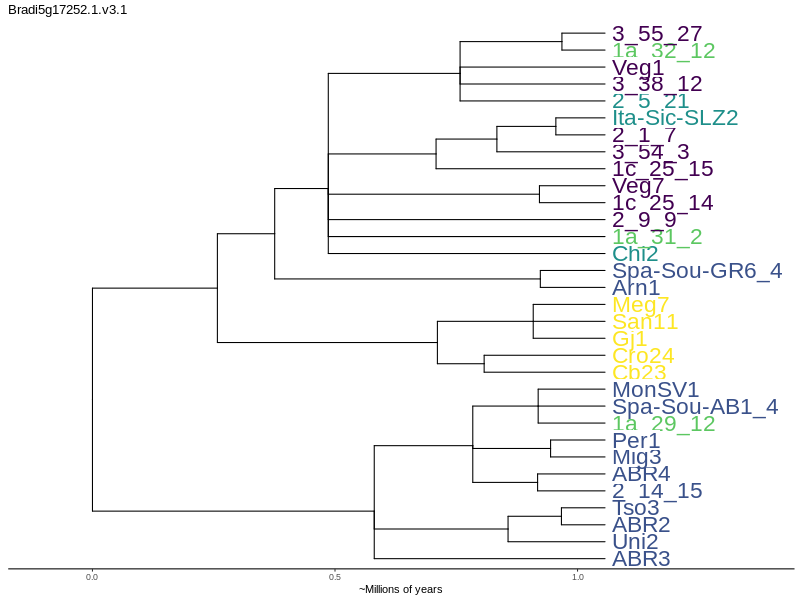 Bradi5g17252.1.v3.1
3_55_27
1a_32_12
Veg1
3_38_12
2_5_21
Ita-Sic-SLZ2
2_1_7
3_54_3
1c_25_15
Veg7
1c_25_14
2_9_9
1a_31_2
Chi2
Spa-Sou-GR6_4
Arn1
Meg7
San11
Gj1
Cro24
Cb23
MonSV1
Spa-Sou-AB1_4
1a_29_12
Per1
Mig3
ABR4
2_14_15
Tso3
ABR2
Uni2
ABR3
0.0 0.5 1.0
~Millions of years